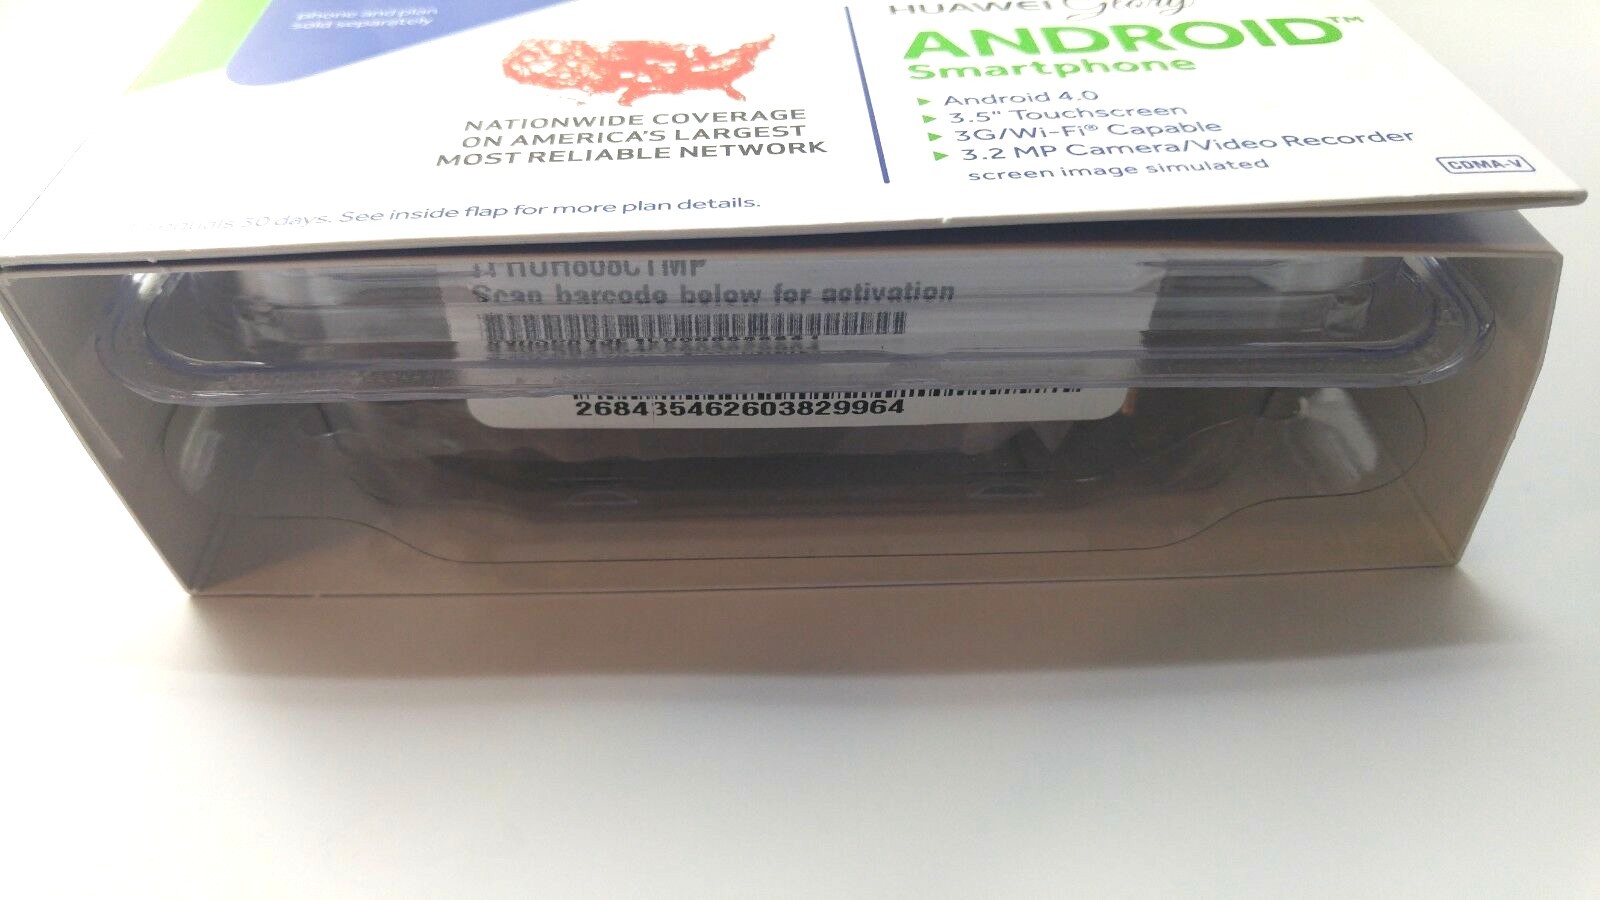 phone and plan
sold separately
NATIONWIDE COVERAGE
ON AMERICA'S LARGEST
MOST RELIABLE NETWORK
See inside flap for more plan details.
HUAWEI Glory
ANDROID™
Smartphone
▶ Android 4.0
▶ 3.5" Touchscreen
▶ 3G/Wi-Fi® Capable
▶ 3.2 MP Camera/Video Recorder
screen image simulated
CDMA-V
Scan barcode below for activation
268435462603829964